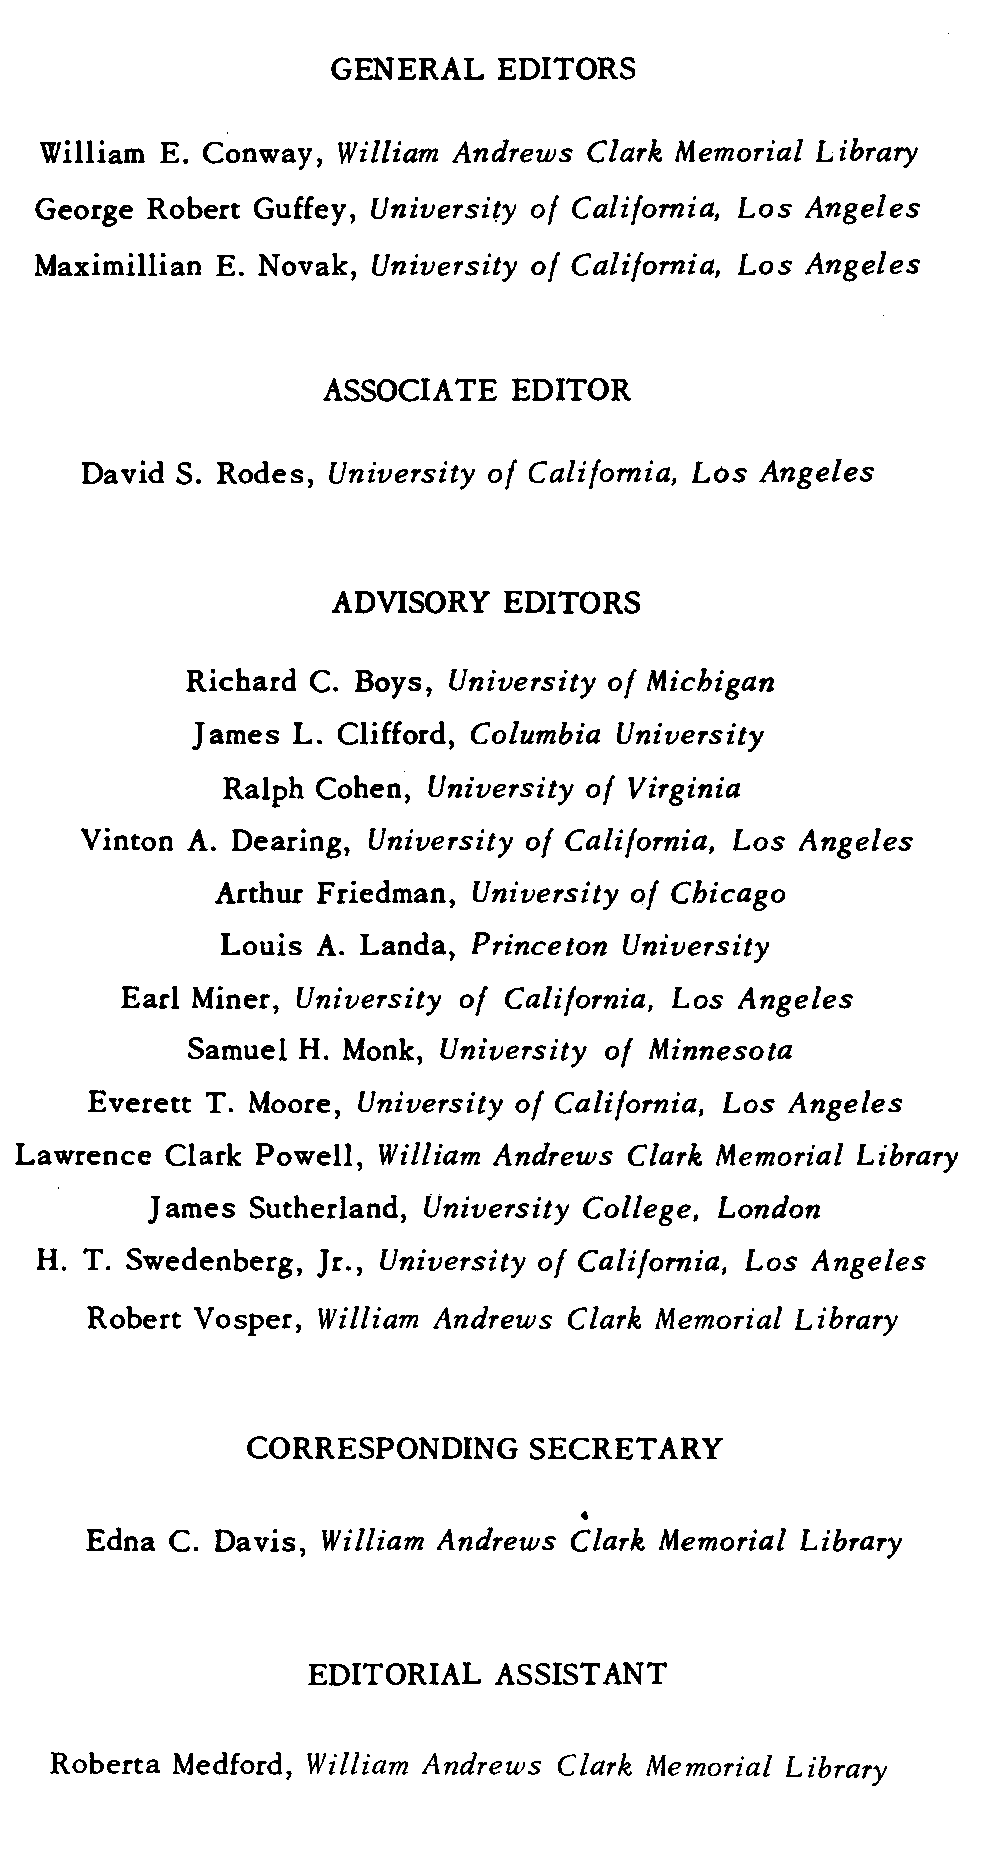 GENERAL EDITORS
William E. Conway, William Andrews Clark Memorial Library
George Robert Guffey, University of California, Los Angeles
Maximillian E. Novak, University of California, Los Angeles
ASSOCIATE EDITOR
David S. Rodes, University of California, Los Angeles
ADVISORY EDITORS
Richard C. Boys, University of Michigan
James L. Clifford, Columbia University
Ralph Cohen, University of Virginia
Vinton A. Dearing, University of California, Los Angeles
Arthur Friedman, University of Chicago
Louis A. Landa, Princeton University
Earl Miner, University of California, Los Angeles
Samuel H. Monk, University of Minnesota
Everett T. Moore, University of California, Los Angeles
Lawrence Clark Powell, William Andrews Clark Memorial Library
James Sutherland, University College, London
H. T. Swedenberg, Jr., University of California, Los Angeles
Robert Vosper, William Andrews Clark Memorial Library
CORRESPONDING SECRETARY
Edna C. Davis, William Andrews Clark Memorial Library
EDITORIAL ASSISTANT
Roberta Medford, William Andrews Clark Memorial Library